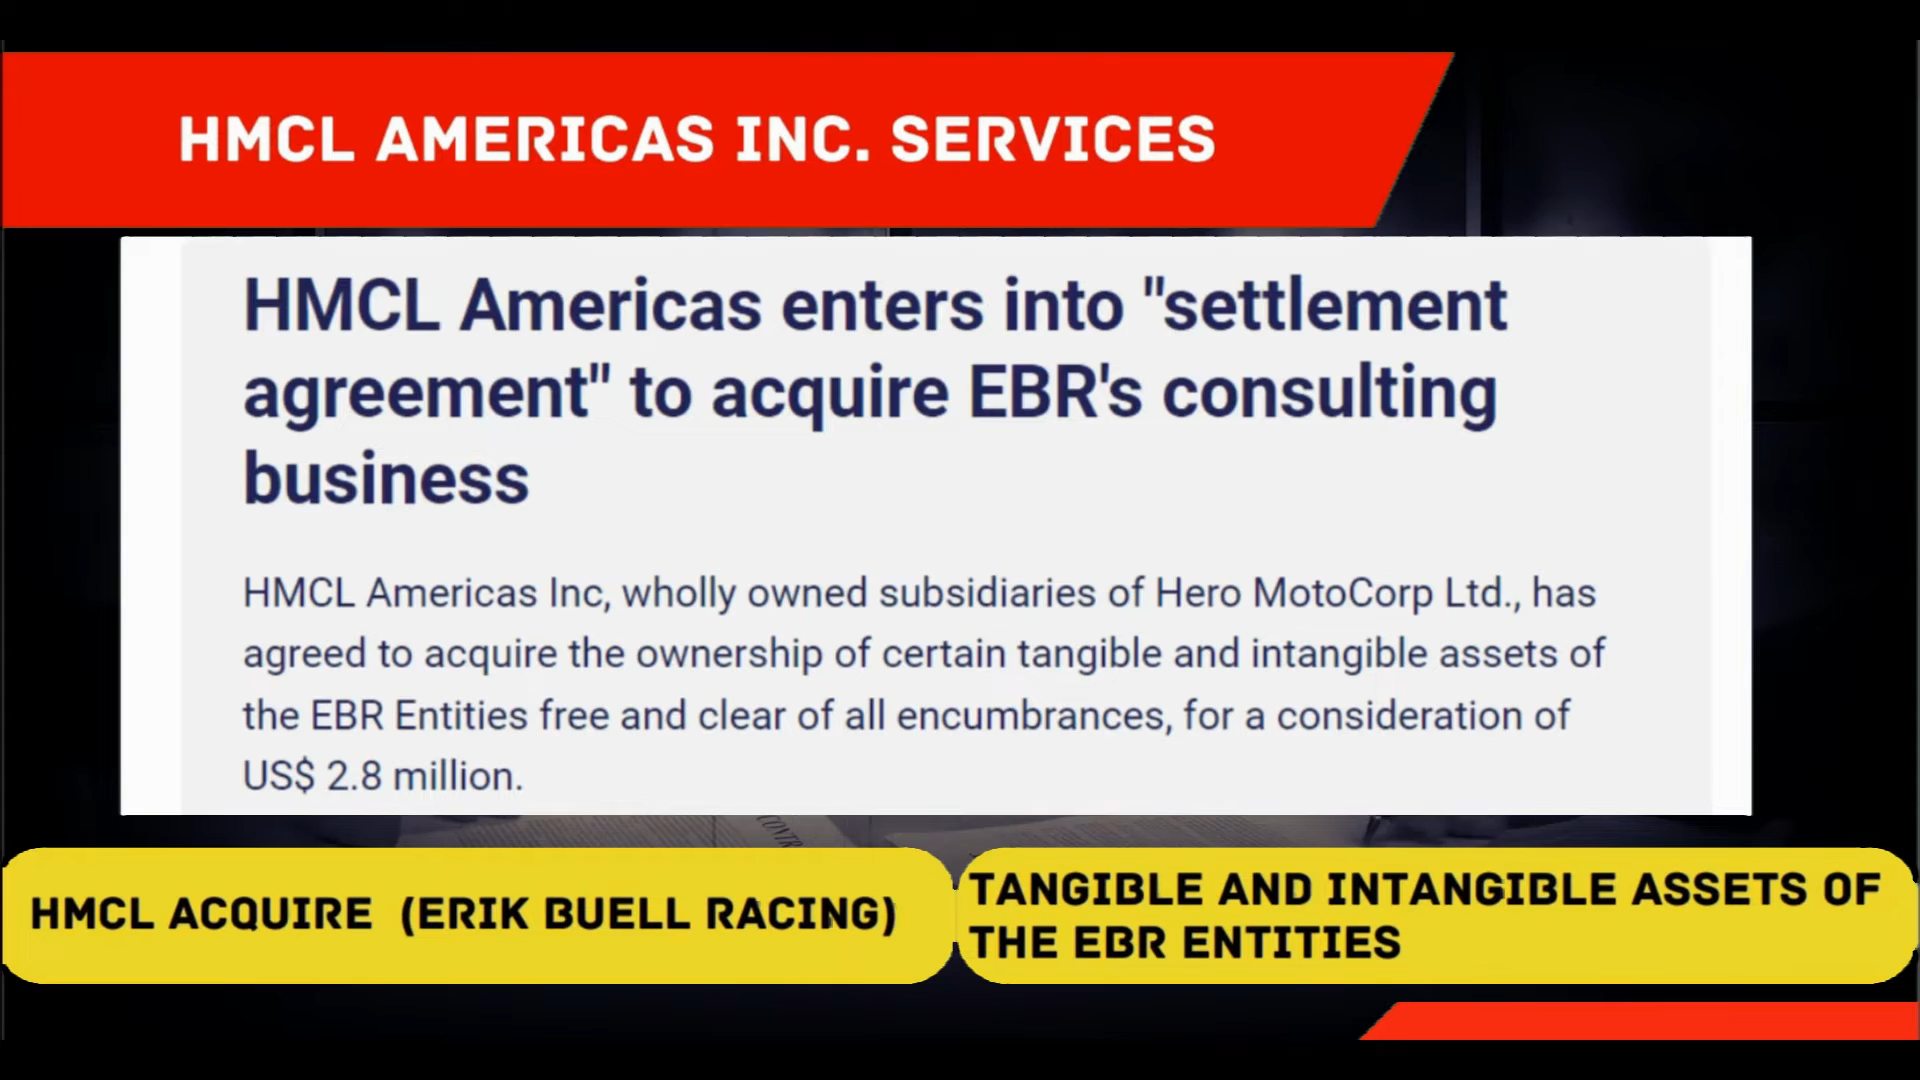 HMCL AMERICAS INC. SERVICES
HMCL Americas enters into "settlement
agreement" to acquire EBR's consulting
business
HMCL Americas Inc, wholly owned subsidiaries of Hero MotoCorp Ltd., has
agreed to acquire the ownership of certain tangible and intangible assets of
the EBR Entities free and clear of all encumbrances, for a consideration of
US$ 2.8 million.
HMCL ACQUIRE (ERIK BUELL RACING)
TANGIBLE AND INTANGIBLE ASSETS OF
THE EBR ENTITIES